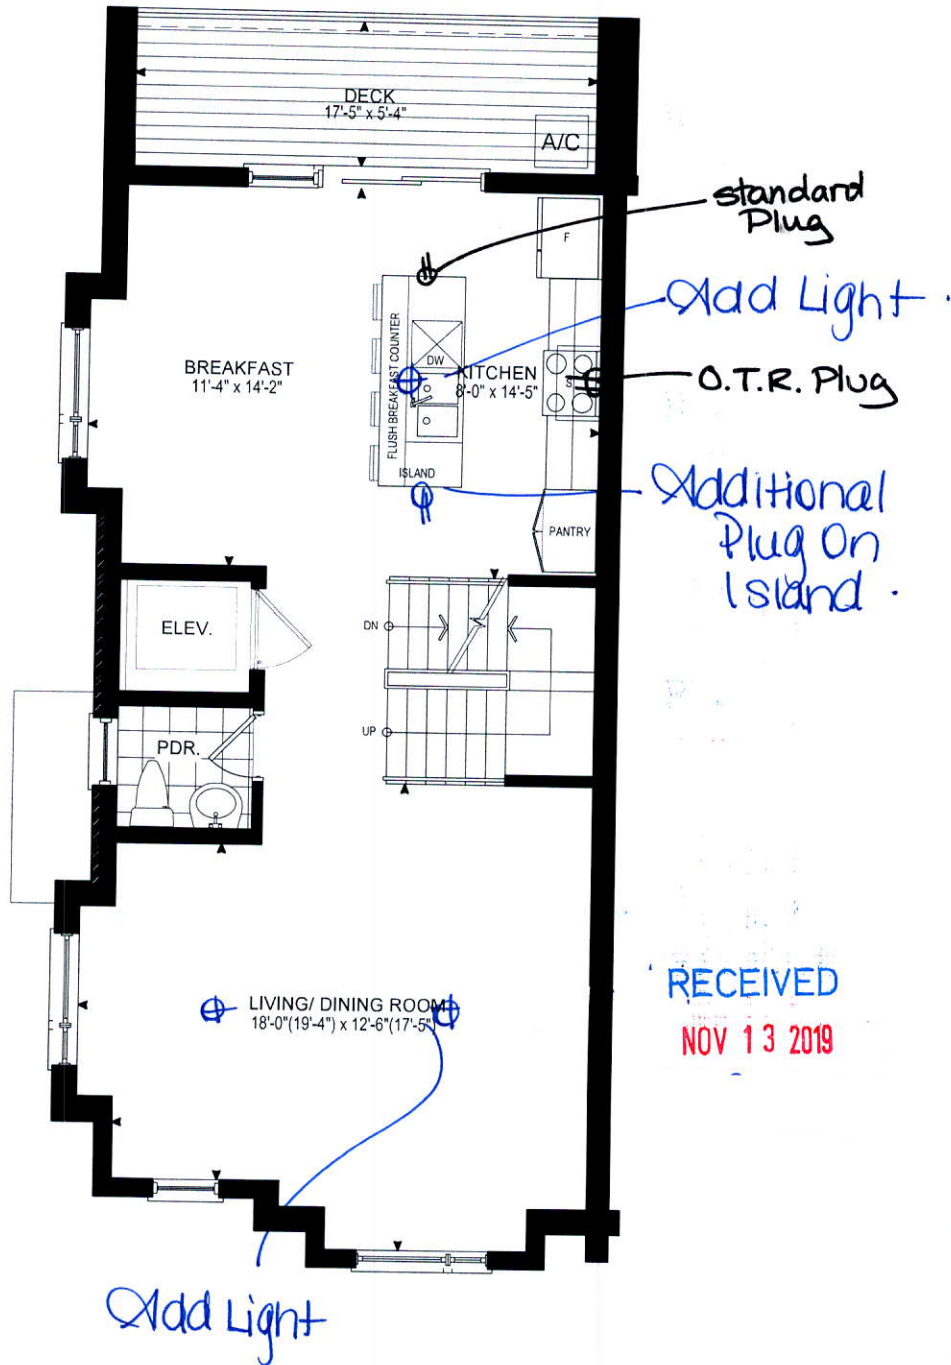 DECK
17'-5" x 5'-4"
A/C
standard
Plug
F
Add Light.
BREAKFAST
11'-4" x 14'-2"
FLUSH BREAKFAST COUNTER
DW
KITCHEN
8'-0" x 14'-5"
S
O.T.R. Plug
ISLAND
Additional
Plug On
Island.
PANTRY
ELEV.
DN
UP
PDR.
LIVING/ DINING ROOM
18'-0"(19'-4") x 12'-6"(17'-5")
RECEIVED
NOV 13 2019
Add Light